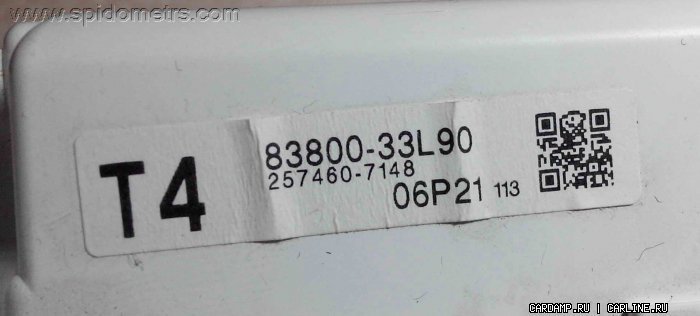 www.spidometrs.com
T4
83800-33L90
257460-7148
06P21 113
CARDAMP.RU | CARLINE.RU